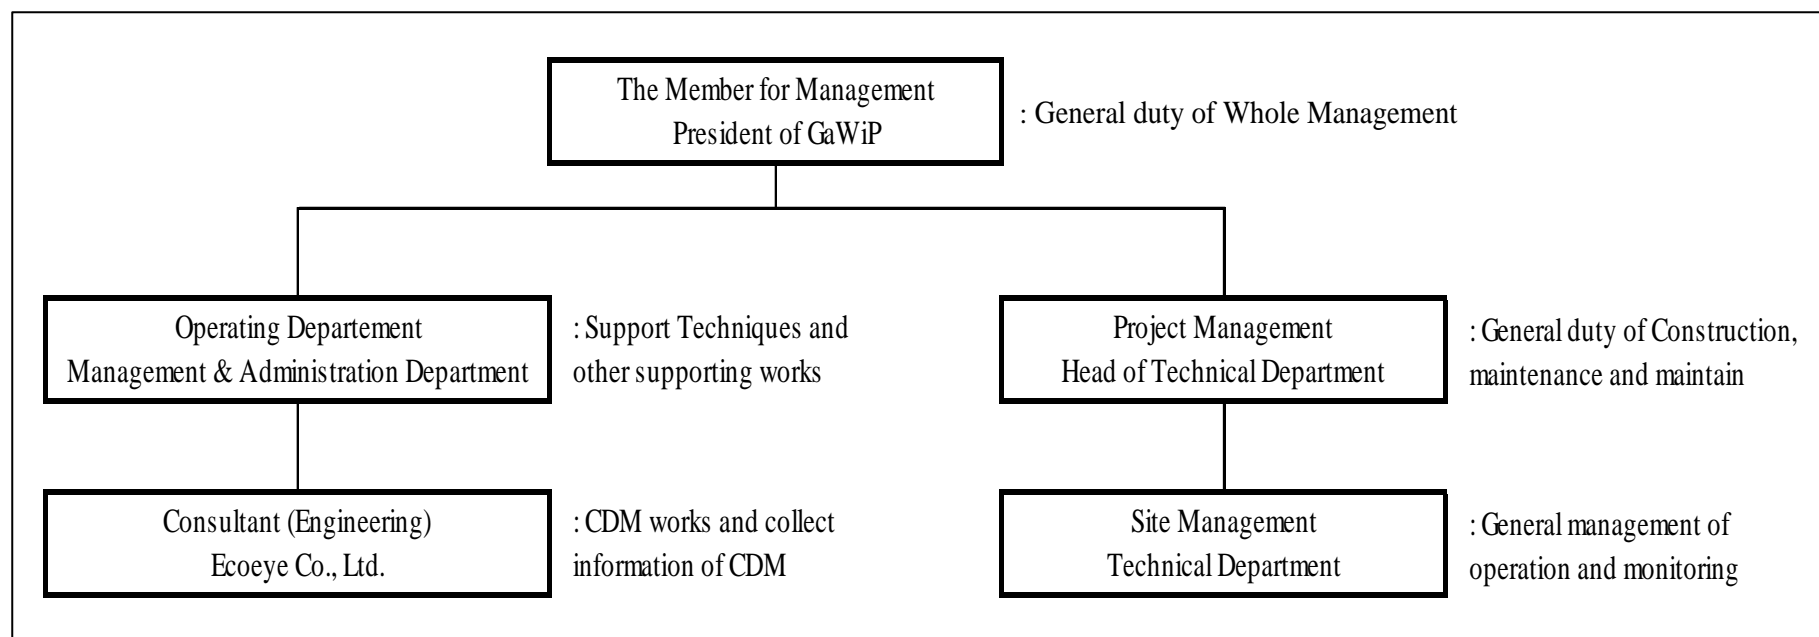 The Member for Management
President of GaWiP
: General duty of Whole Management
Operating Departement
Management & Administration Department
: Support Techniques and
other supporting works
Project Management
Head of Technical Department
: General duty of Construction,
maintenance and maintain
Consultant (Engineering)
Ecoeye Co., Ltd.
: CDM works and collect
information of CDM
Site Management
Technical Department
: General management of
operation and monitoring